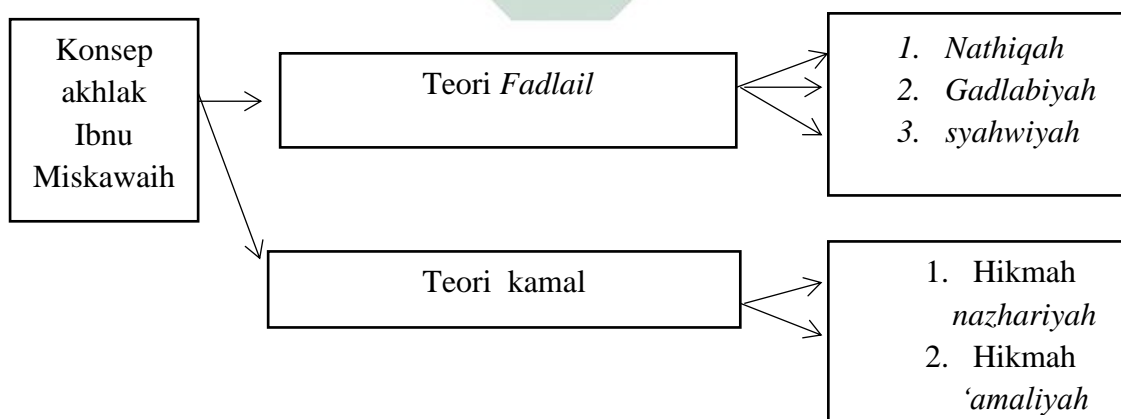 Konsep
akhlak
Ibnu
Miskawaih
Teori Fadlail
1. Nathiqah
2. Gadlabiyah
3. syahwiyah
Teori kamal
1. Hikmah
nazhariyah
2. Hikmah
‘amaliyah